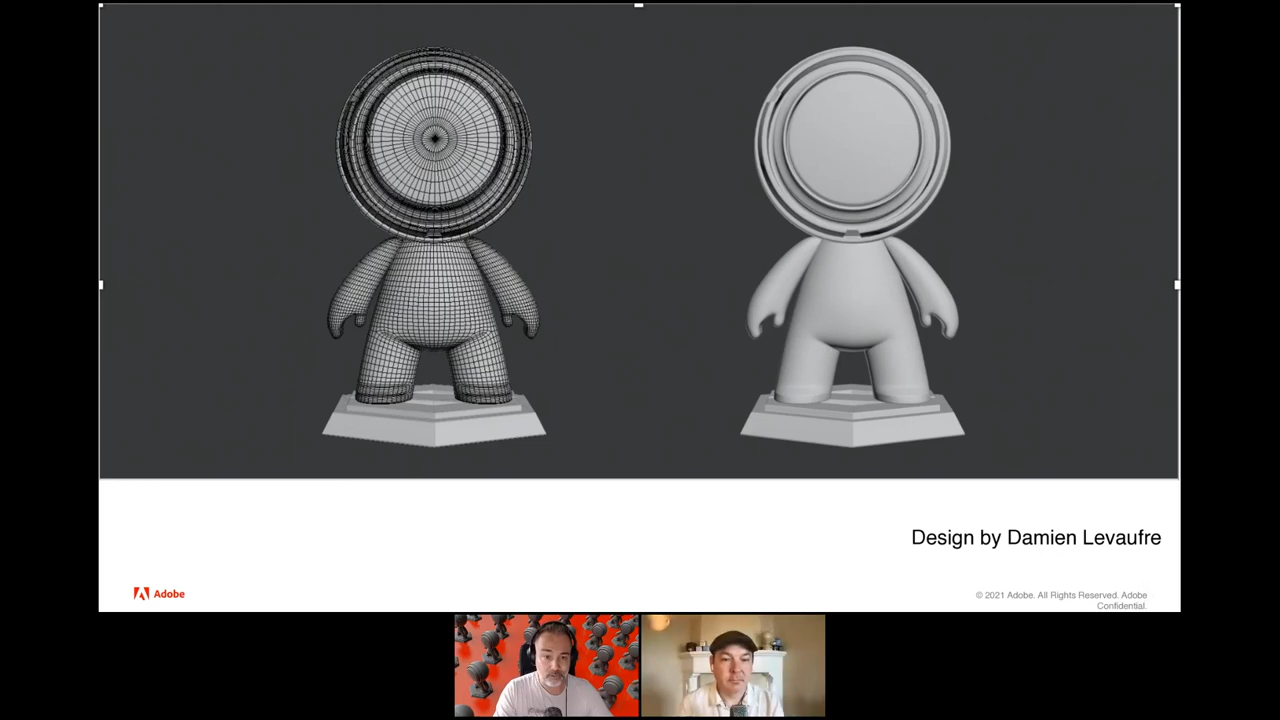 Design by Damien Levaufre
Adobe
© 2021 Adobe. All Rights Reserved. Adobe
Confidential.